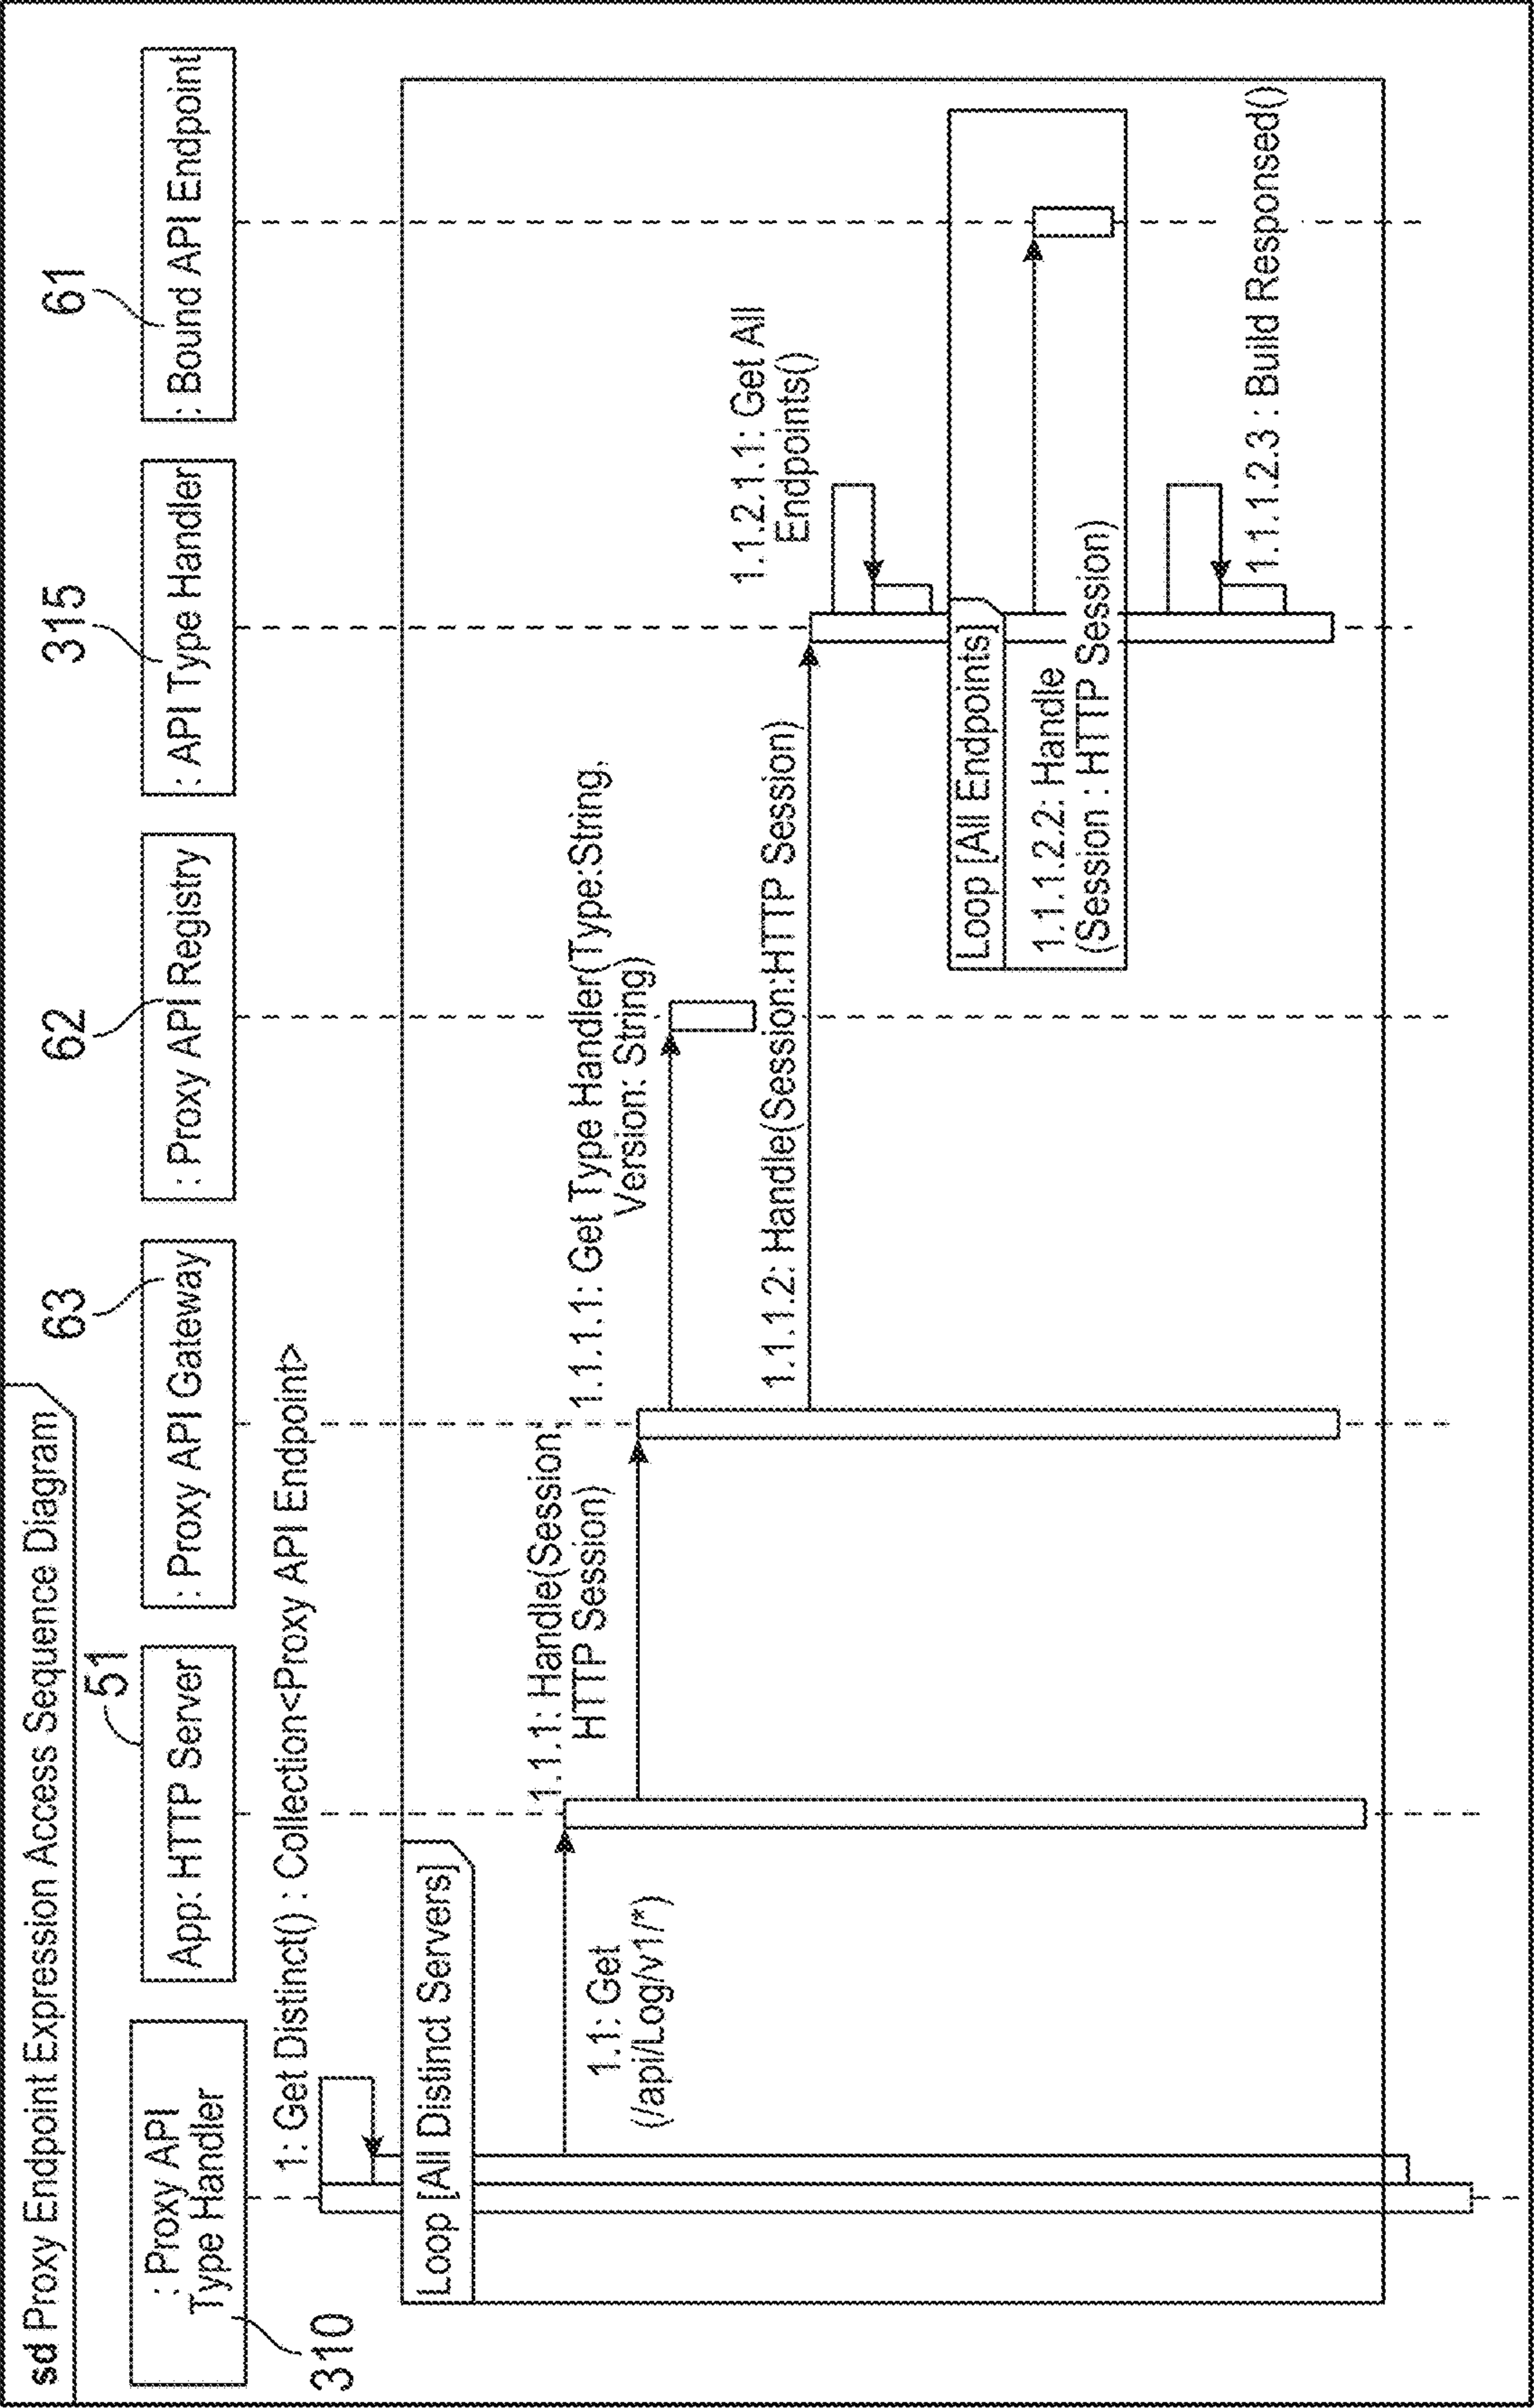 sd Proxy Endpoint Expression Access Sequence Diagram
310
: Proxy API
Type Handler
51
App: HTTP Server
63
: Proxy API Gateway
62
: Proxy API Registry
315
: API Type Handler
61
: Bound API Endpoint
1: Get Distinct() : Collection<Proxy API Endpoint>
Loop [All Distinct Servers]
1.1: Get
(/api/Log/v1/*)
1.1.1: Handle(Session,
HTTP Session)
1.1.1.1: Get Type Handler(Type:String,
Version: String)
1.1.1.2: Handle(Session:HTTP Session)
1.1.2.1.1: Get All
Endpoints()
Loop [All Endpoints]
1.1.1.2.2: Handle
(Session : HTTP Session)
1.1.1.2.3 : Build Responsed()